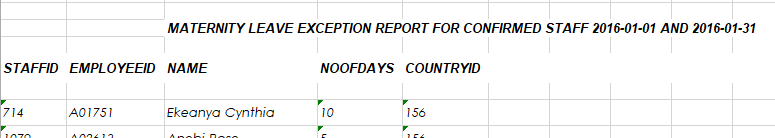 MATERNITY LEAVE EXCEPTION REPORT FOR CONFIRMED STAFF 2016-01-01 AND 2016-01-31
STAFFID EMPLOYEEID NAME NOOFDAYS COUNTRYID
714 A01751 Ekeanya Cynthia 10 156